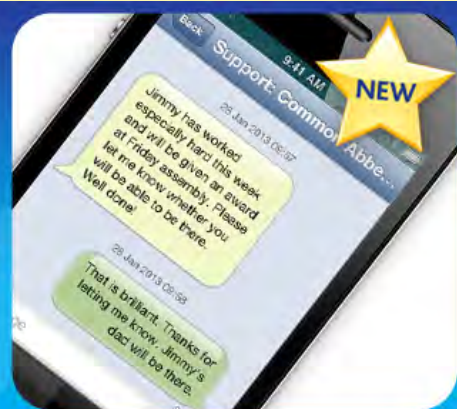 9:41 AM
NEW
Back
Support: Common Abbe...
28 Jan 2013 09:37
Jimmy has worked
especially hard this week
and will be given an award
at Friday assembly. Please
let me know whether you
will be able to be there.
Well done!
28 Jan 2013 09:58
That is brilliant. Thanks for
letting me know. Jimmy's
dad will be there.